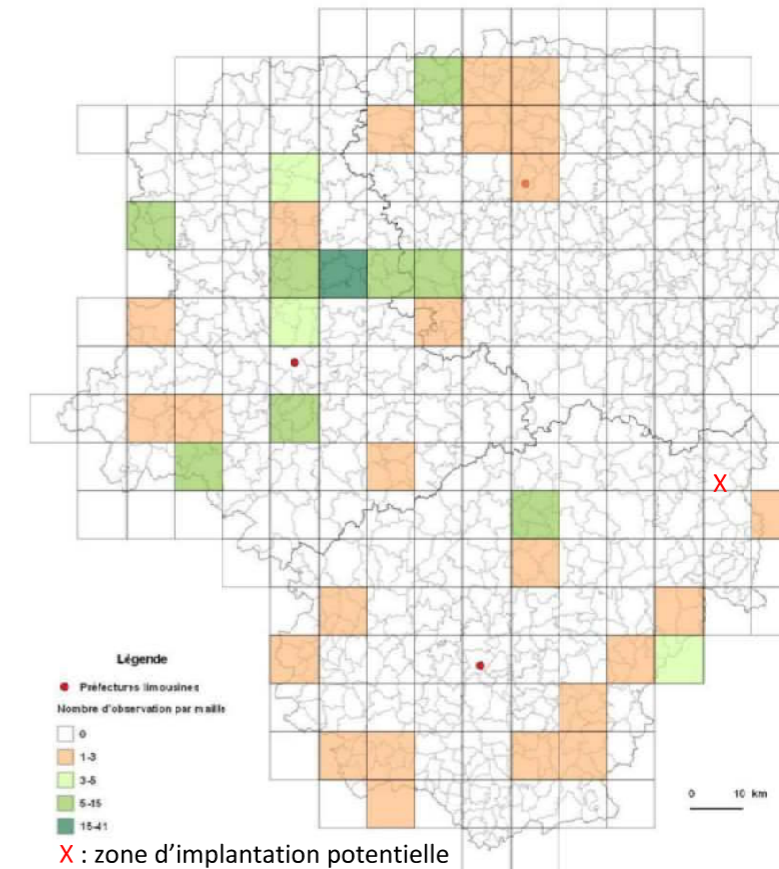 X
Légende
Préfectures limousines
Nombre d'observation par maille
0
1-3
3-5
5-15
15-41
0 10 km
X : zone d'implantation potentielle